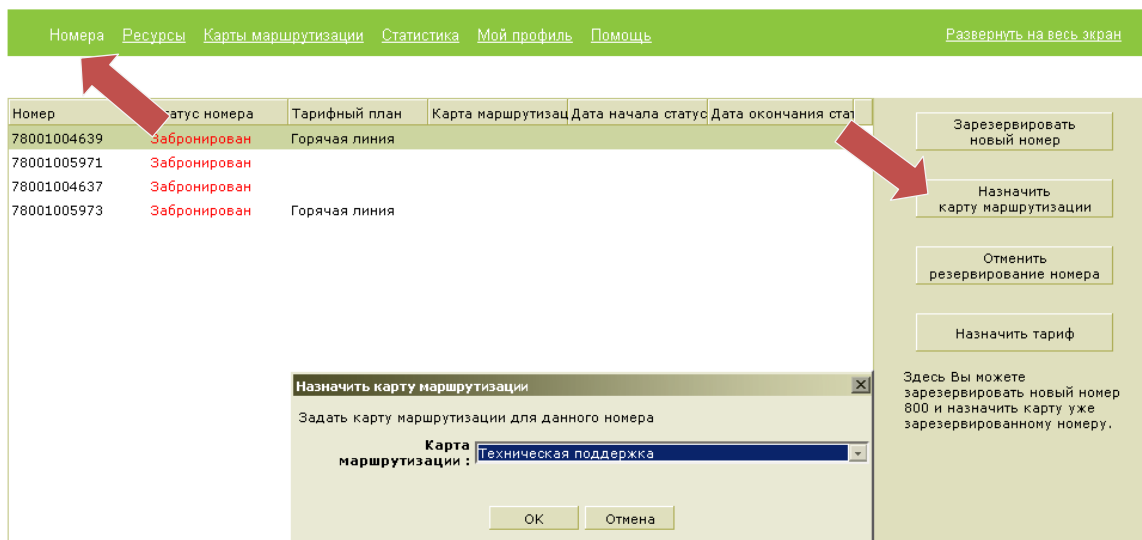 Номера Ресурсы Карты маршрутизации Статистика Мой профиль Помощь Развернуть на весь экран
Номер татус номера Тарифный план Карта маршрутизац Дата начала статус Дата окончания стат
78001004639 Забронирован Горячая линия
78001005971 Забронирован
78001004637 Забронирован
78001005973 Забронирован Горячая линия
Зарезервировать
новый номер
Назначить
карту маршрутизации
Отменить
резервирование номера
Назначить тариф
Здесь Вы можете
зарезервировать новый номер
800 и назначить карту уже
зарезервированному номеру.
Назначить карту маршрутизации
Задать карту маршрутизации для данного номера
Карта
маршрутизации : Техническая поддержка
OK Отмена